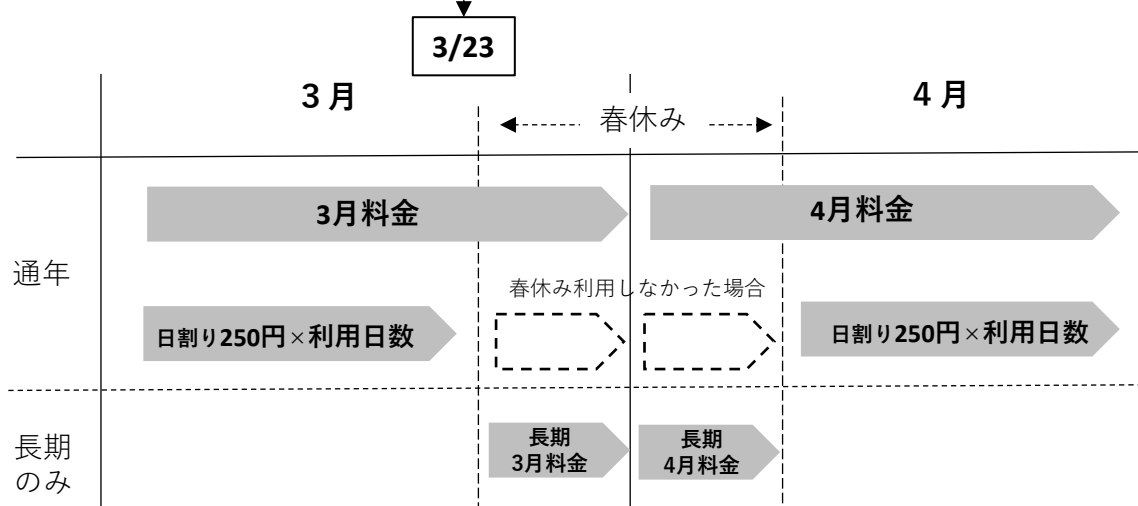 3/23
3月
4月
春休み
3月料金
4月料金
通年
春休み利用しなかった場合
日割り250円×利用日数
日割り250円×利用日数
長期
のみ
長期
3月料金
長期
4月料金